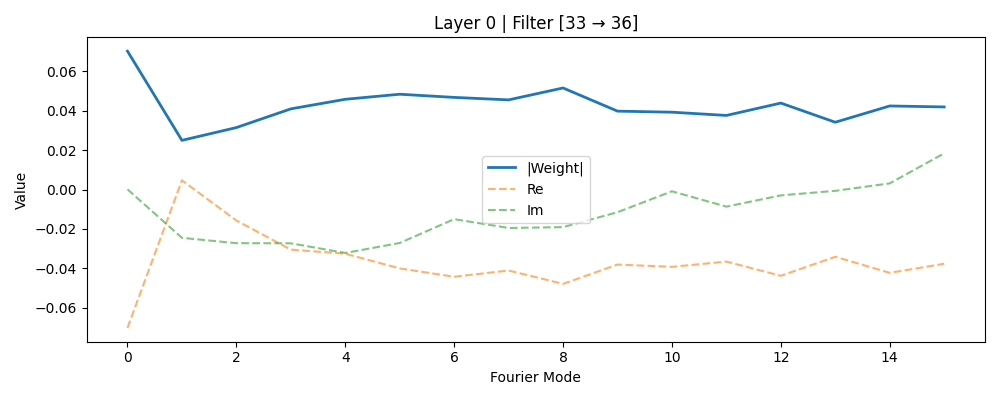 Layer 0 | Filter [33 → 36]
Value
0.06
0.04
0.02
0.00
−0.02
−0.04
−0.06
|Weight|
Re
Im
0 2 4 6 8 10 12 14
Fourier Mode